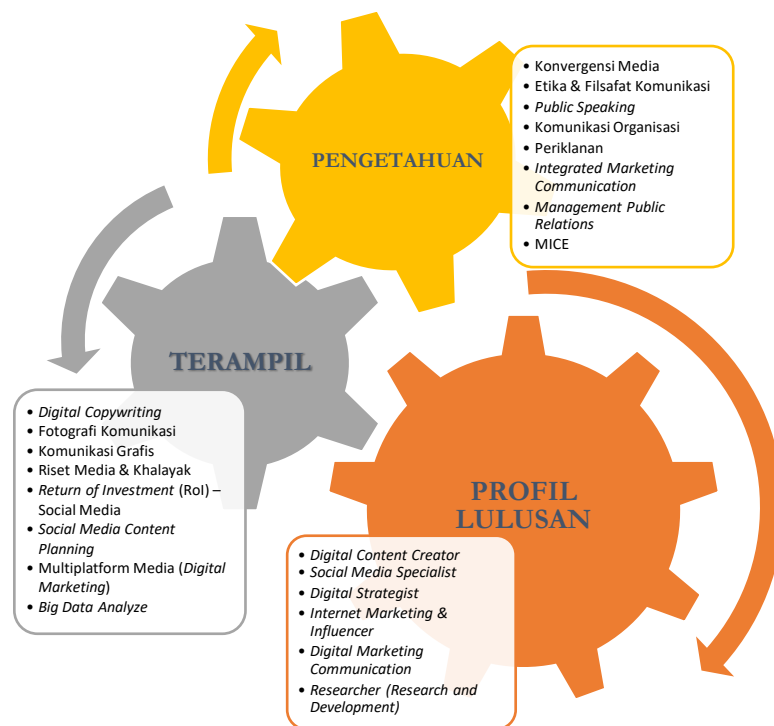 PENGETAHUAN
• Konvergensi Media
• Etika & Filsafat Komunikasi
• Public Speaking
• Komunikasi Organisasi
• Periklanan
• Integrated Marketing
Communication
• Management Public
Relations
• MICE
TERAMPIL
• Digital Copywriting
• Fotografi Komunikasi
• Komunikasi Grafis
• Riset Media & Khalayak
• Return of Investment (RoI) –
Social Media
• Social Media Content
Planning
• Multiplatform Media (Digital
Marketing)
• Big Data Analyze
PROFIL
LULUSAN
• Digital Content Creator
• Social Media Specialist
• Digital Strategist
• Internet Marketing &
Influencer
• Digital Marketing
Communication
• Researcher (Research and
Development)